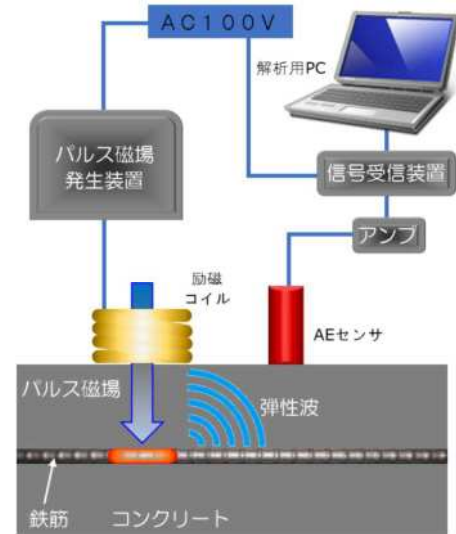 AC100V
解析用PC
パルス磁場
発生装置
信号受信装置
アンプ
励磁
コイル
AEセンサ
パルス磁場
弾性波
鉄筋
コンクリート